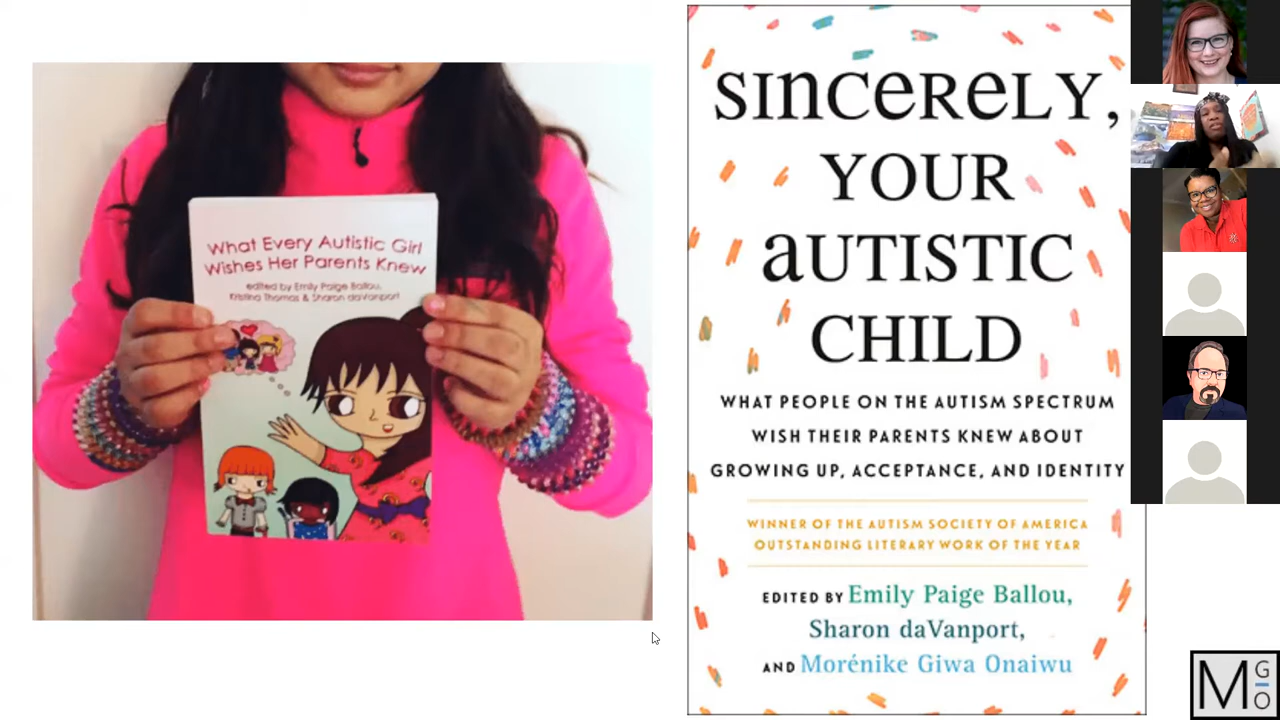 What Every Autistic Girl
Wishes Her Parents Knew
edited by Emily Paige Ballou,
Kristina Thomas & Sharon daVanport
SINCERELY,
YOUR
AUTISTIC
CHILD
WHAT PEOPLE ON THE AUTISM SPECTRUM
WISH THEIR PARENTS KNEW ABOUT
GROWING UP, ACCEPTANCE, AND IDENTITY
WINNER OF THE AUTISM SOCIETY OF AMERICA
OUTSTANDING LITERARY WORK OF THE YEAR
EDITED BY Emily Paige Ballou,
Sharon daVanport,
AND Morénike Giwa Onaiwu
MGO